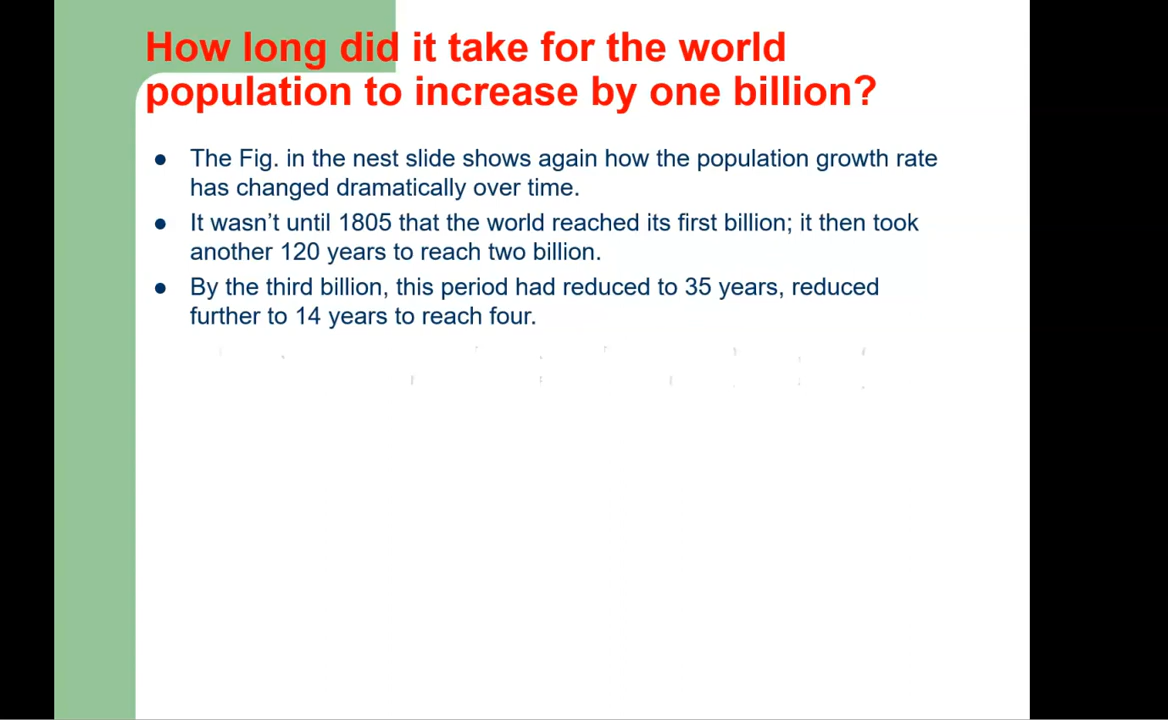 How long did it take for the world
population to increase by one billion?
● The Fig. in the nest slide shows again how the population growth rate
has changed dramatically over time.
● It wasn’t until 1805 that the world reached its first billion; it then took
another 120 years to reach two billion.
● By the third billion, this period had reduced to 35 years, reduced
further to 14 years to reach four.